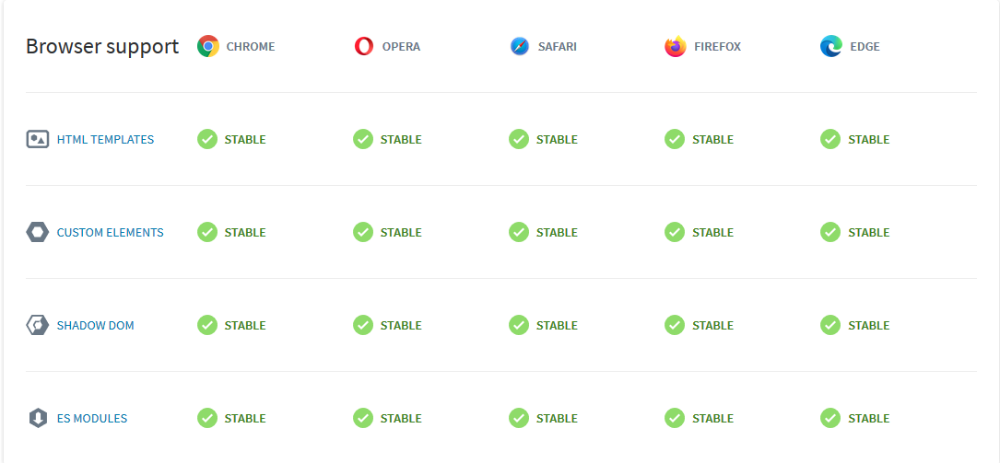 Browser support CHROME OPERA SAFARI FIREFOX EDGE
HTML TEMPLATES STABLE STABLE STABLE STABLE STABLE
CUSTOM ELEMENTS STABLE STABLE STABLE STABLE STABLE
SHADOW DOM STABLE STABLE STABLE STABLE STABLE
ES MODULES STABLE STABLE STABLE STABLE STABLE